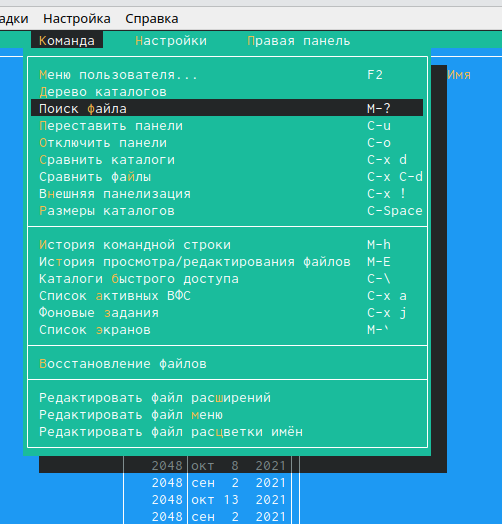 адки Настройка Справка
Команда Настройки Правая панель
Меню пользователя... F2
Имя
Дерево каталогов
Поиск файла M-?
Переставить панели C-u
Отключить панели C-o
Сравнить каталоги C-x d
Сравнить файлы C-x C-d
Внешняя панелизация C-x !
Размеры каталогов C-Space
История командной строки M-h
История просмотра/редактирования файлов M-E
Каталоги быстрого доступа C-\
Список активных ВФС C-x a
Фоновые задания C-x j
Список экранов M-`
Восстановление файлов
Редактировать файл расширений
Редактировать файл меню
Редактировать файл расцветки имён
2048 окт 8 2021
2048 сен 2 2021
2048 окт 13 2021
2048 сен 2 2021